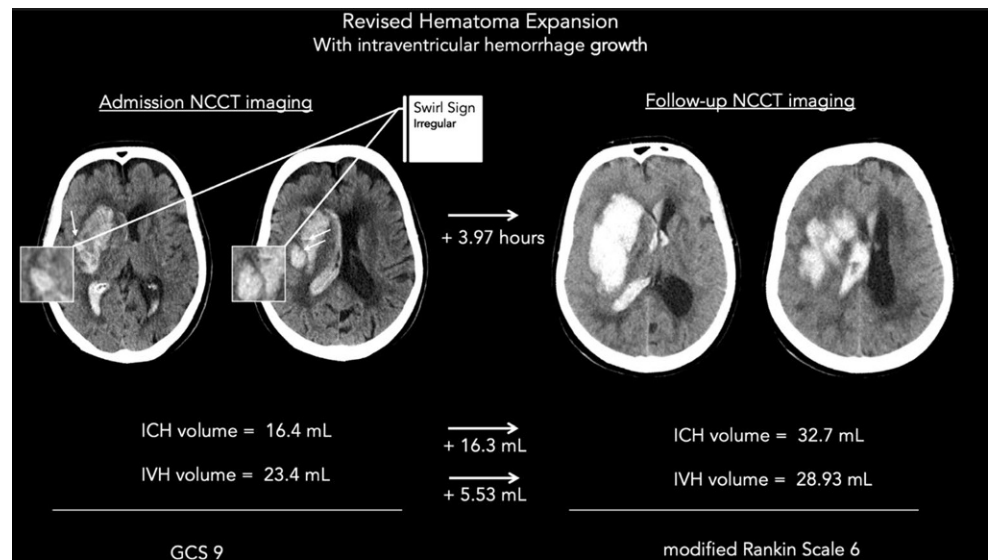 Revised Hematoma Expansion
With intraventricular hemorrhage growth
Admission NCCT imaging
Swirl Sign
Irregular
Follow-up NCCT imaging
+ 3.97 hours
ICH volume = 16.4 mL
+ 16.3 mL
ICH volume = 32.7 mL
IVH volume = 23.4 mL
+ 5.53 mL
IVH volume = 28.93 mL
GCS 9
modified Rankin Scale 6